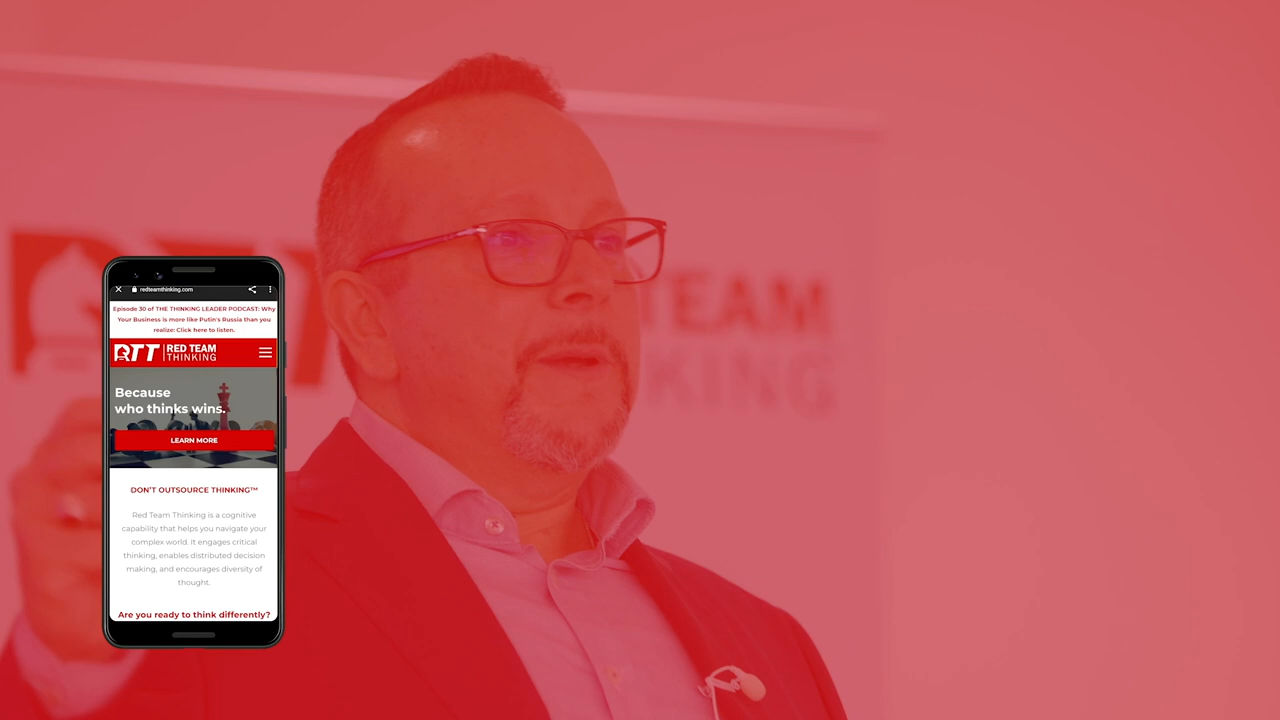 RTT
TEAM
KING
redteamthinking.com
Episode 30 of THE THINKING LEADER PODCAST: Why
Your Business is more like Putin's Russia than you
realize: Click here to listen.
RTT RED TEAM
THINKING
Because
who thinks wins.
LEARN MORE
DON'T OUTSOURCE THINKING™
Red Team Thinking is a cognitive
capability that helps you navigate your
complex world. It engages critical
thinking, enables distributed decision
making, and encourages diversity of
thought.
Are you ready to think differently?